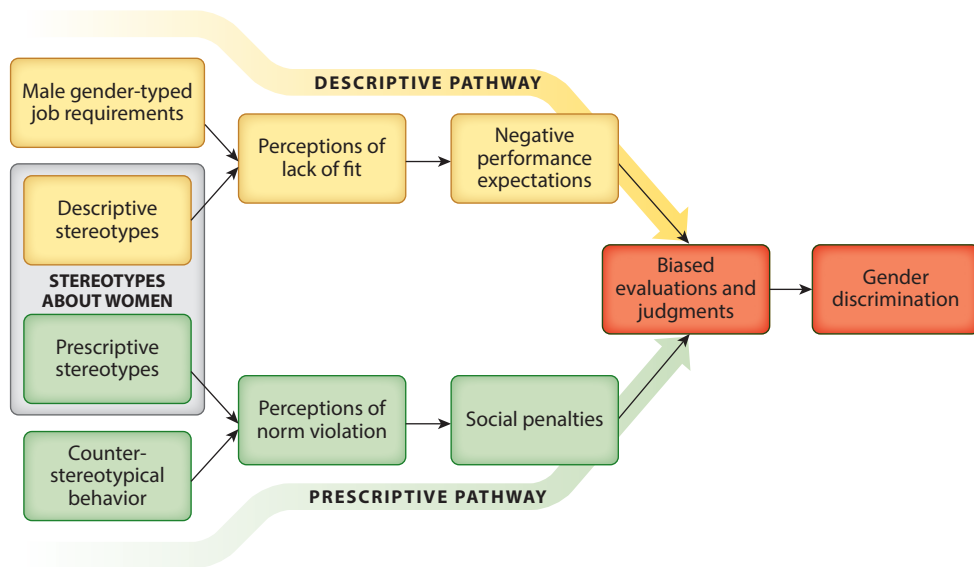 DESCRIPTIVE PATHWAY
Male gender-typed
job requirements
Perceptions of
lack of fit
Negative
performance
expectations
Descriptive
stereotypes
STEREOTYPES
ABOUT WOMEN
Biased
evaluations and
judgments
Gender
discrimination
Prescriptive
stereotypes
Perceptions of
norm violation
Social penalties
Counter-
stereotypical
behavior
PRESCRIPTIVE PATHWAY